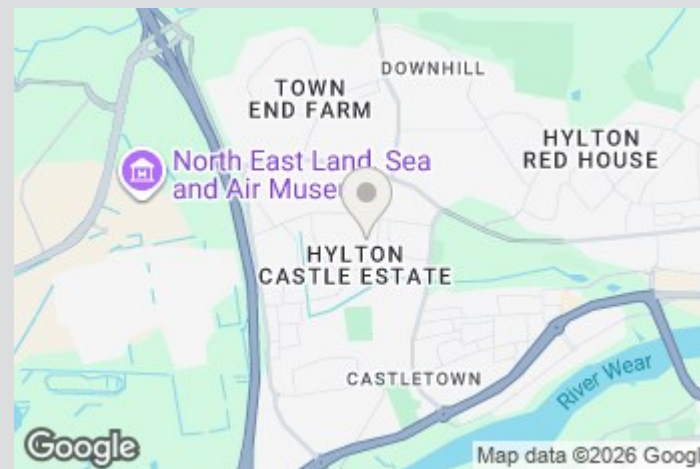 DOWNHILL
TOWN
END FARM
HYLTON
RED HOUSE
North East Land, Sea
and Air Muse
HYLTON
CASTLE ESTATE
CASTLETOWN
River Wear
Google
Map data ©2026 Googl